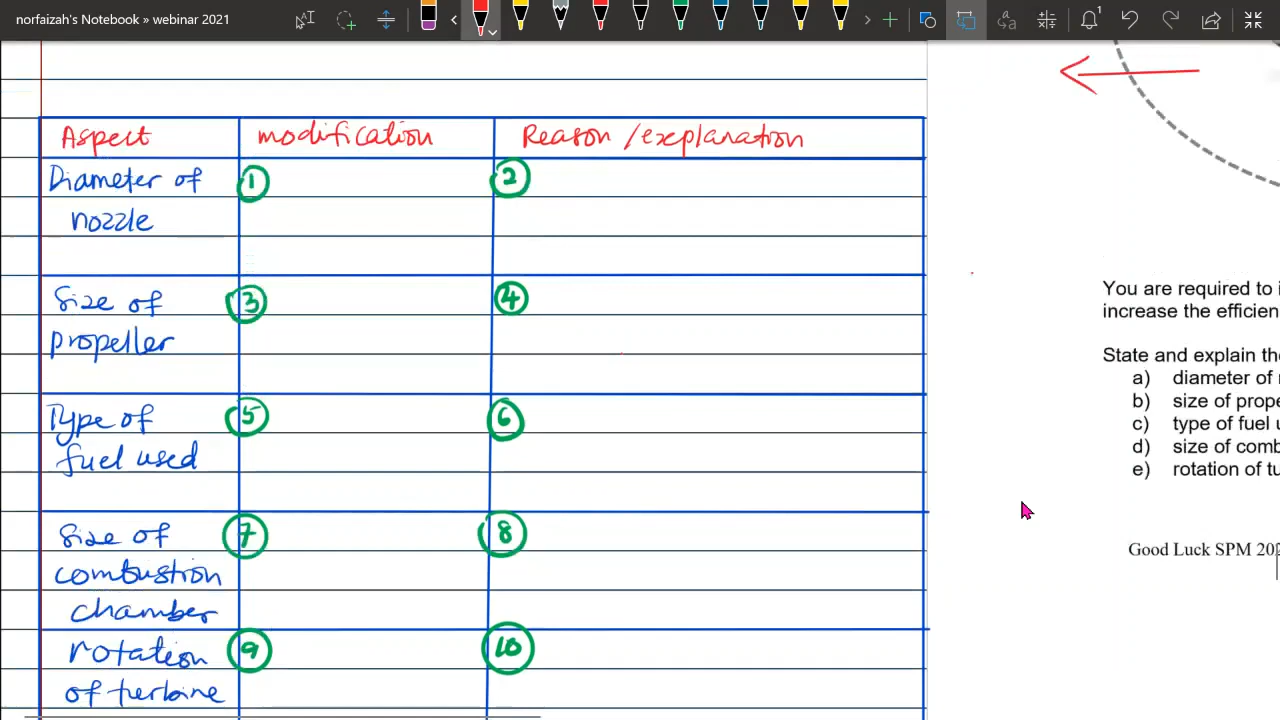 norfaizah's Notebook » webinar 2021
Aspect modification Reason/exeplanation
Diameter of 1 2
nozzle
Size of 3 4
propeller
Type of 5 6
fuel used
Size of 7 8
combustion
chamber
rotation 9 10
of turbine
You are required to i
increase the efficien
State and explain the
a) diameter of
b) size of prope
c) type of fuel u
d) size of comb
e) rotation of tu
Good Luck SPM 202